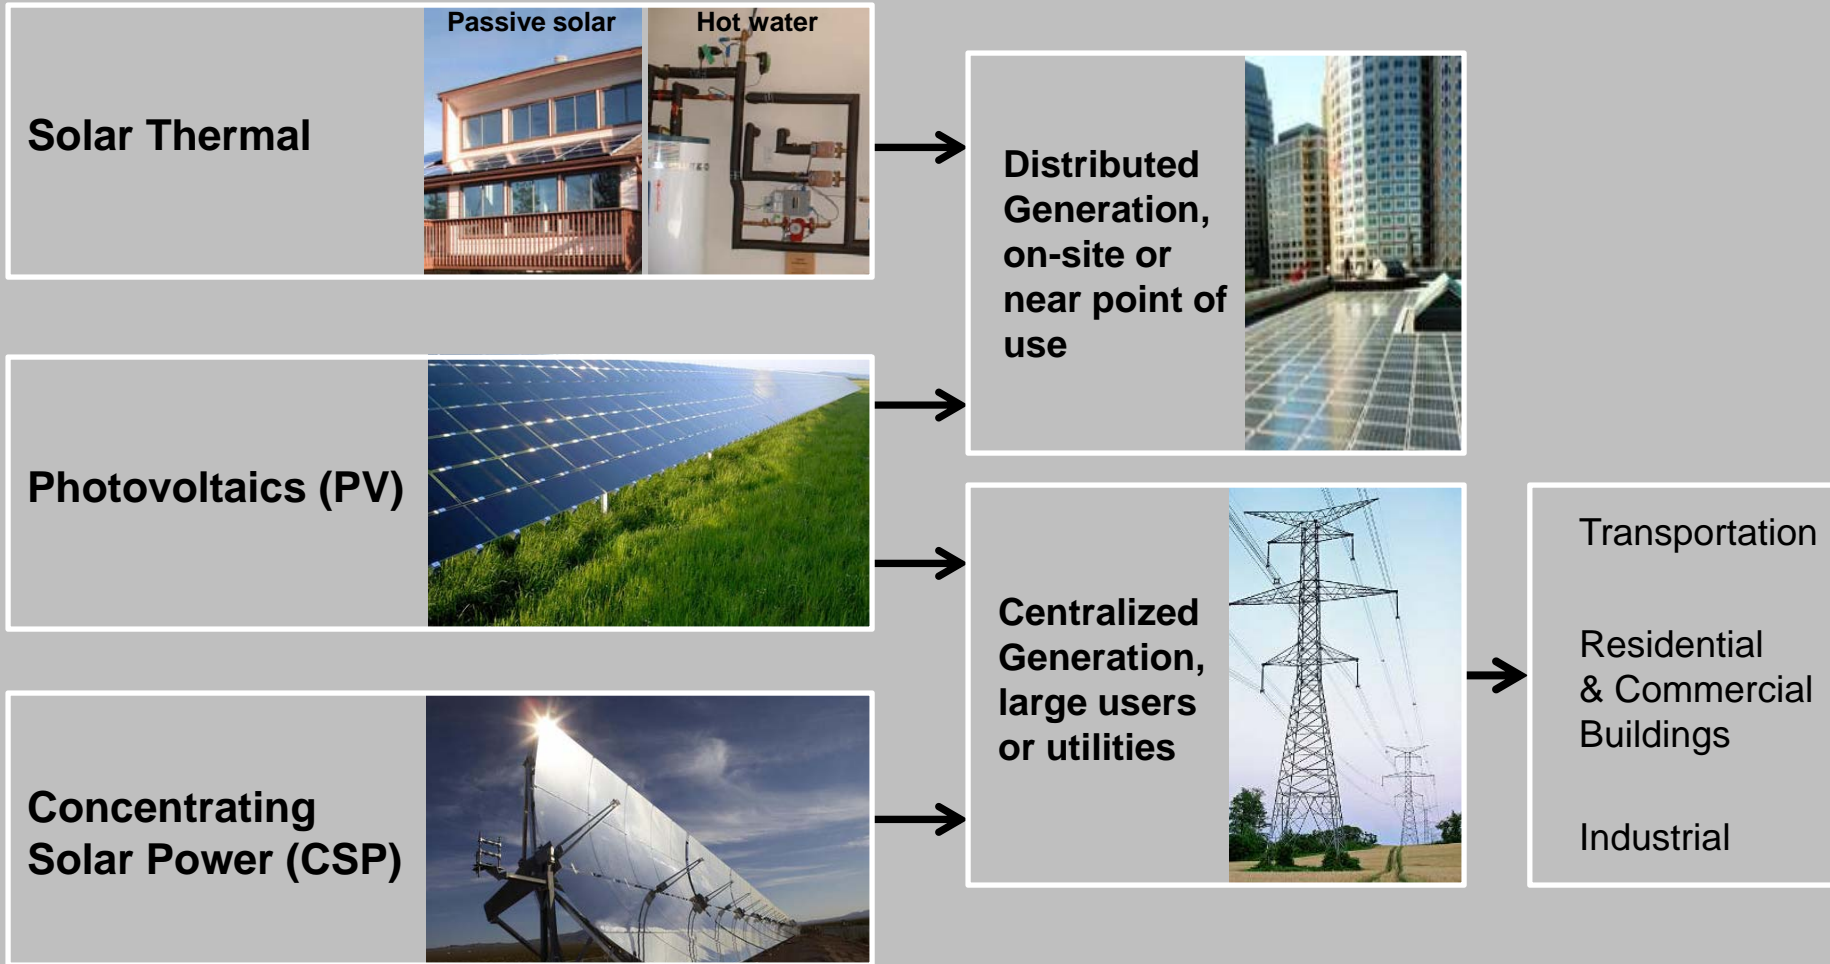 Passive solar
Hot water
Solar Thermal
Distributed
Generation,
on-site or
near point of
use
Photovoltaics (PV)
Centralized
Generation,
large users
or utilities
Transportation
Residential
& Commercial
Buildings
Industrial
Concentrating
Solar Power (CSP)